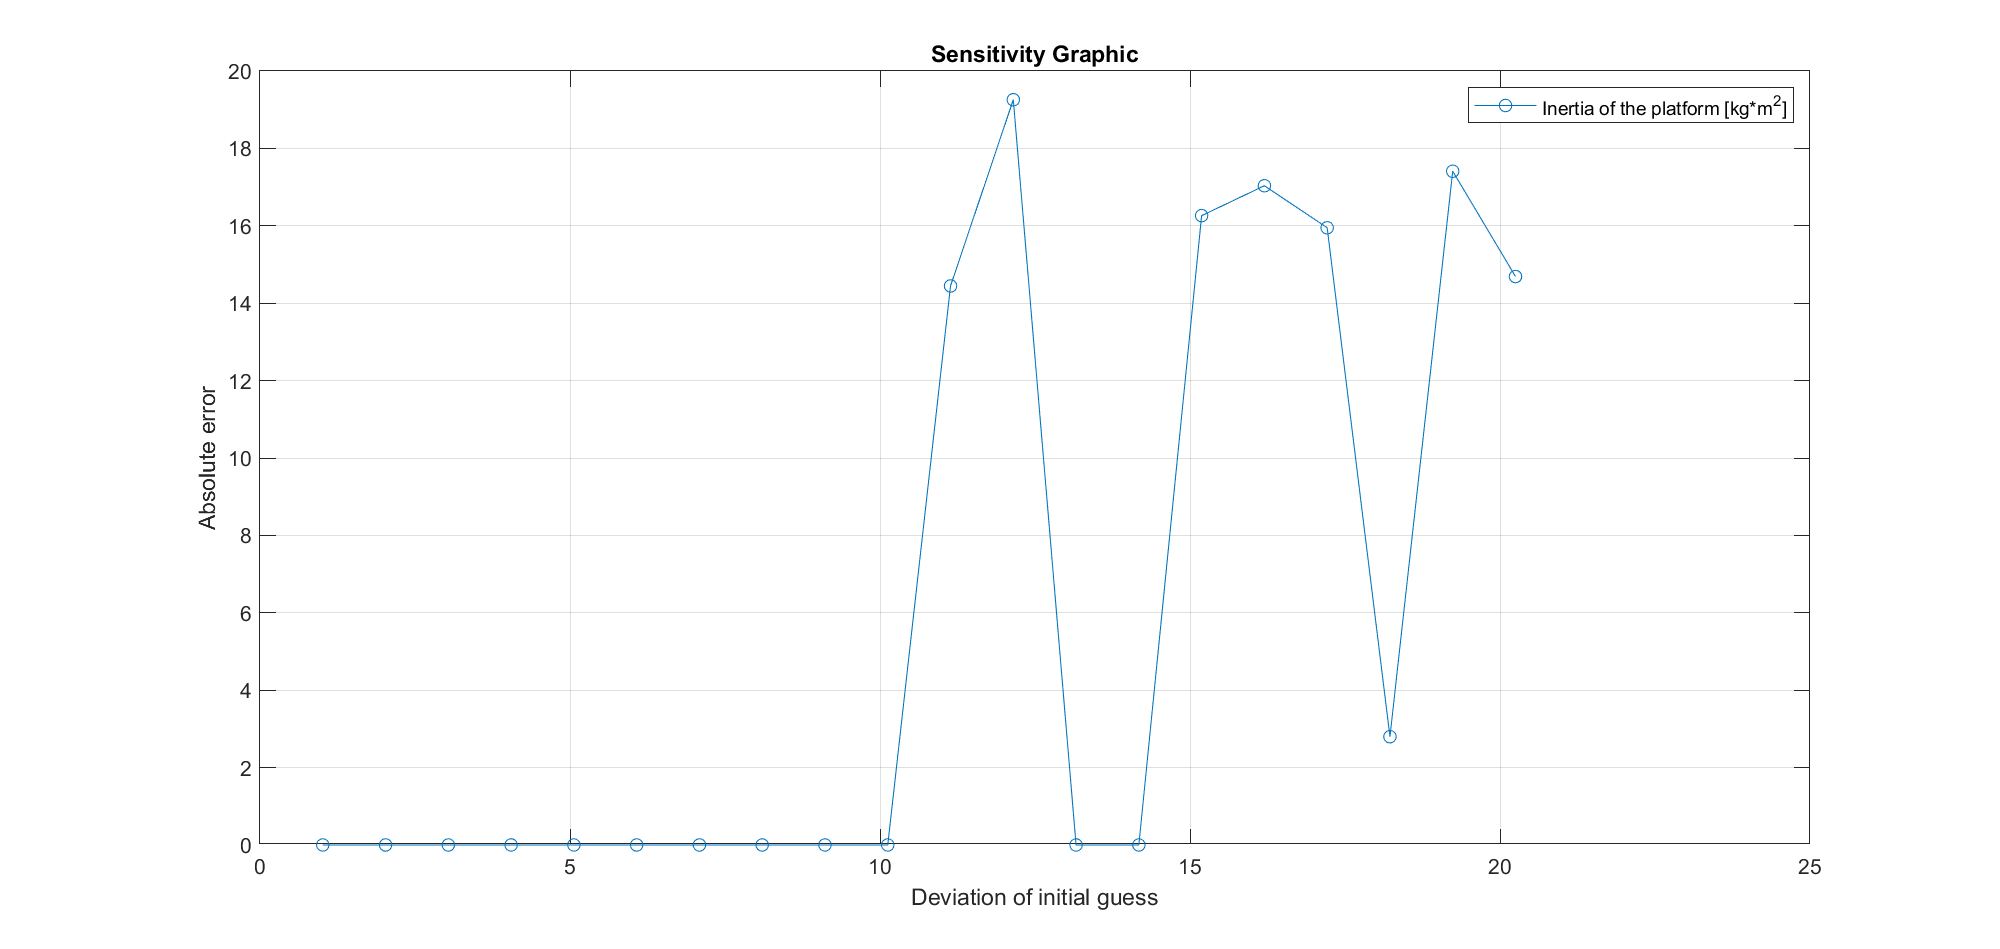 Sensitivity Graphic
20
18
16
14
12
10
8
6
4
2
0
Absolute error
Inertia of the platform [kg*m²]
0 5 10 15 20 25
Deviation of initial guess